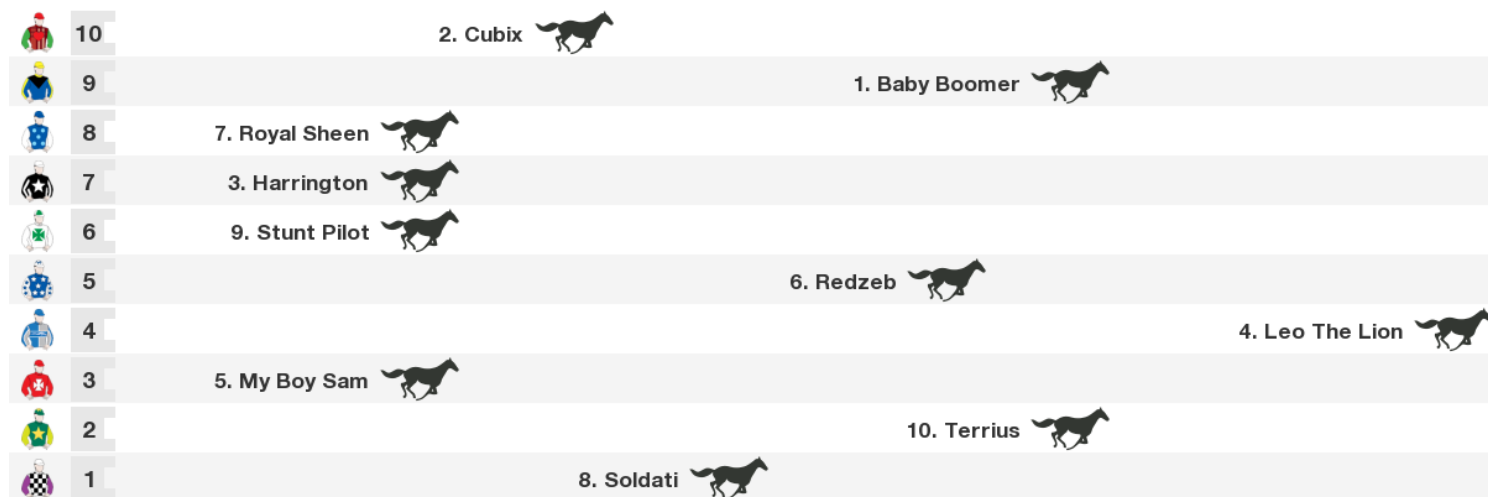 10 2. Cubix
9 1. Baby Boomer
8 7. Royal Sheen
7 3. Harrington
6 9. Stunt Pilot
5 6. Redzeb
4 4. Leo The Lion
3 5. My Boy Sam
2 10. Terrius
1 8. Soldati